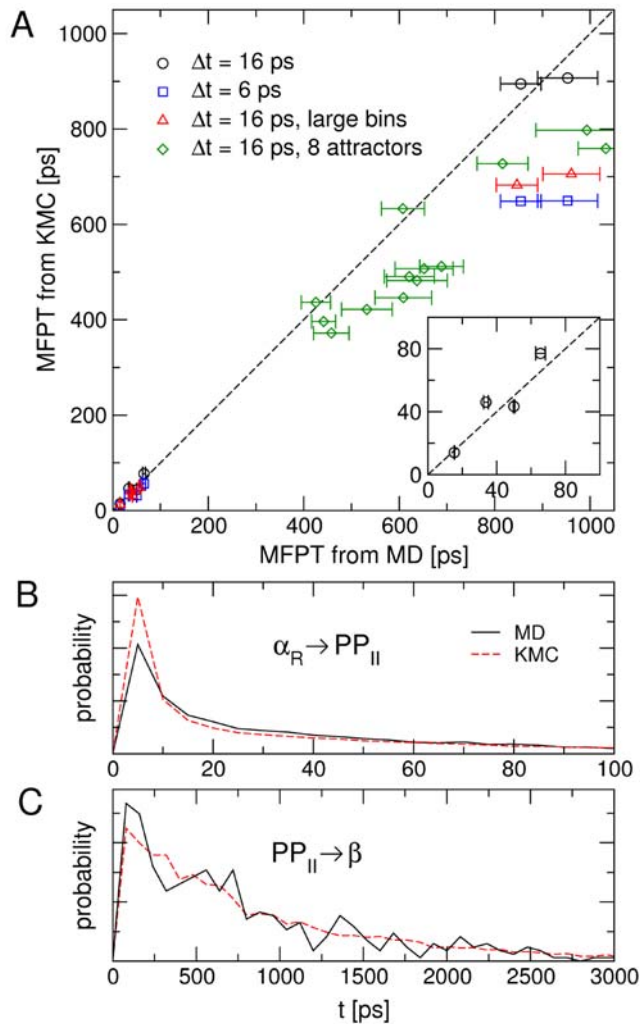 A
1000
800
600
400
200
0
MFPT from KMC [ps]
Δt = 16 ps
Δt = 6 ps
Δt = 16 ps, large bins
Δt = 16 ps, 8 attractors
80
40
0
0 40 80
0 200 400 600 800 1000
MFPT from MD [ps]
B
probability
α_R→PP_II
MD
KMC
0 20 40 60 80 100
C
probability
PP_II→β
0 500 1000 1500 2000 2500 3000
t [ps]